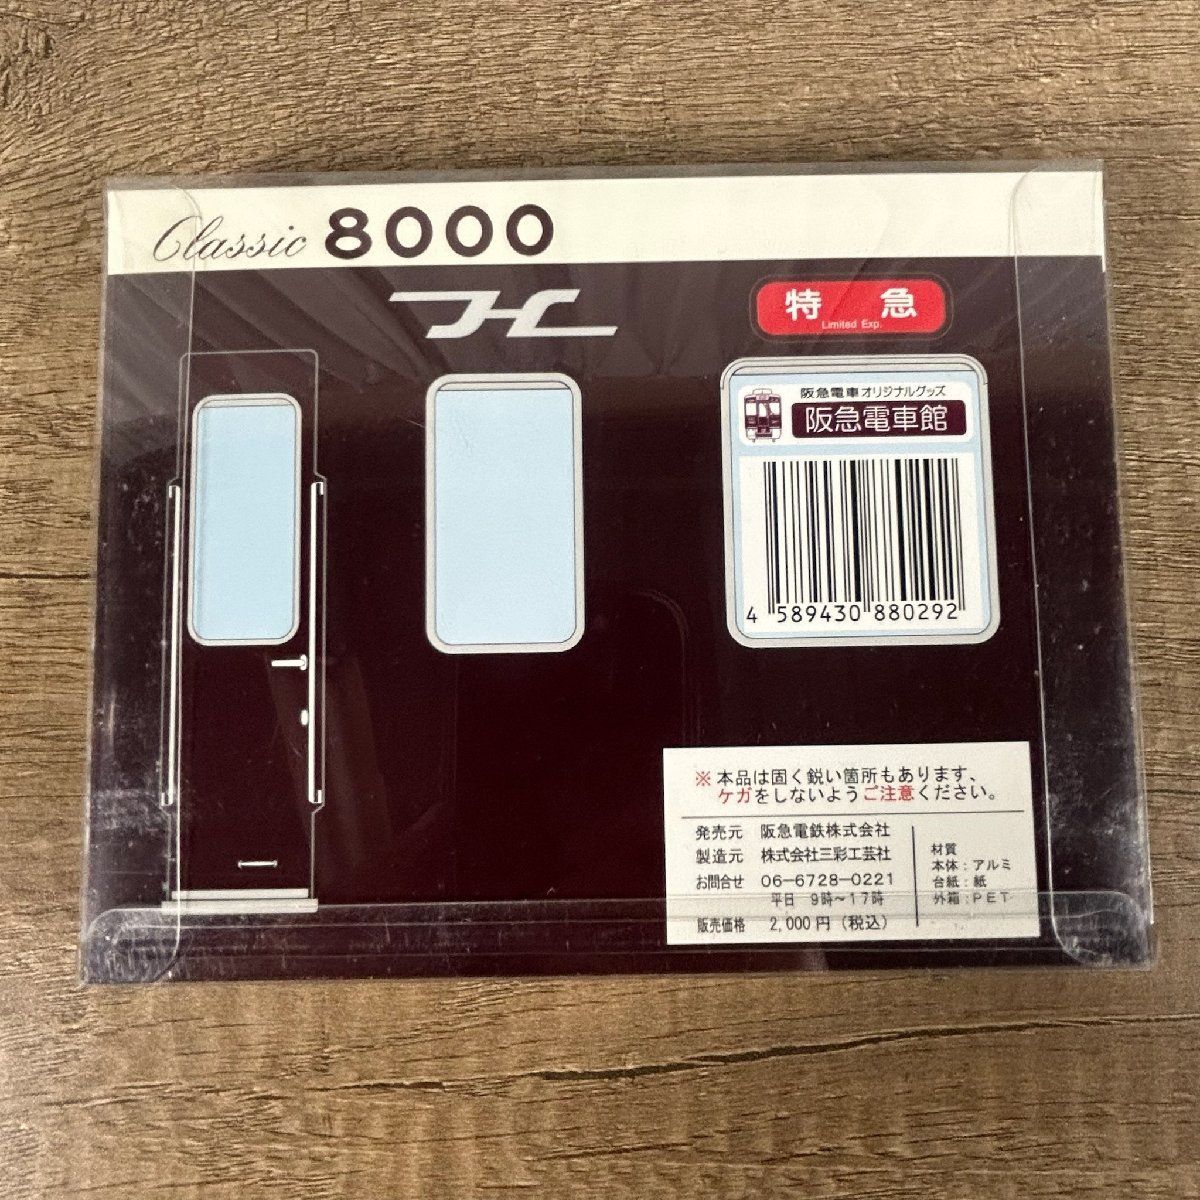 Classic 8000
特 急
Limited Exp.
阪急電車オリジナルグッズ
阪急電車館
4 589430 880292
※ 本品は固く鋭い箇所もあります、
ケガをしないようご注意ください。
発売元 阪急電鉄株式会社
製造元 株式会社三彩工芸社
お問合せ 06-6728-0221
平日 9時～17時
販売価格 2,000円（税込）
材質
本体：アルミ
台紙：紙
外箱：PET